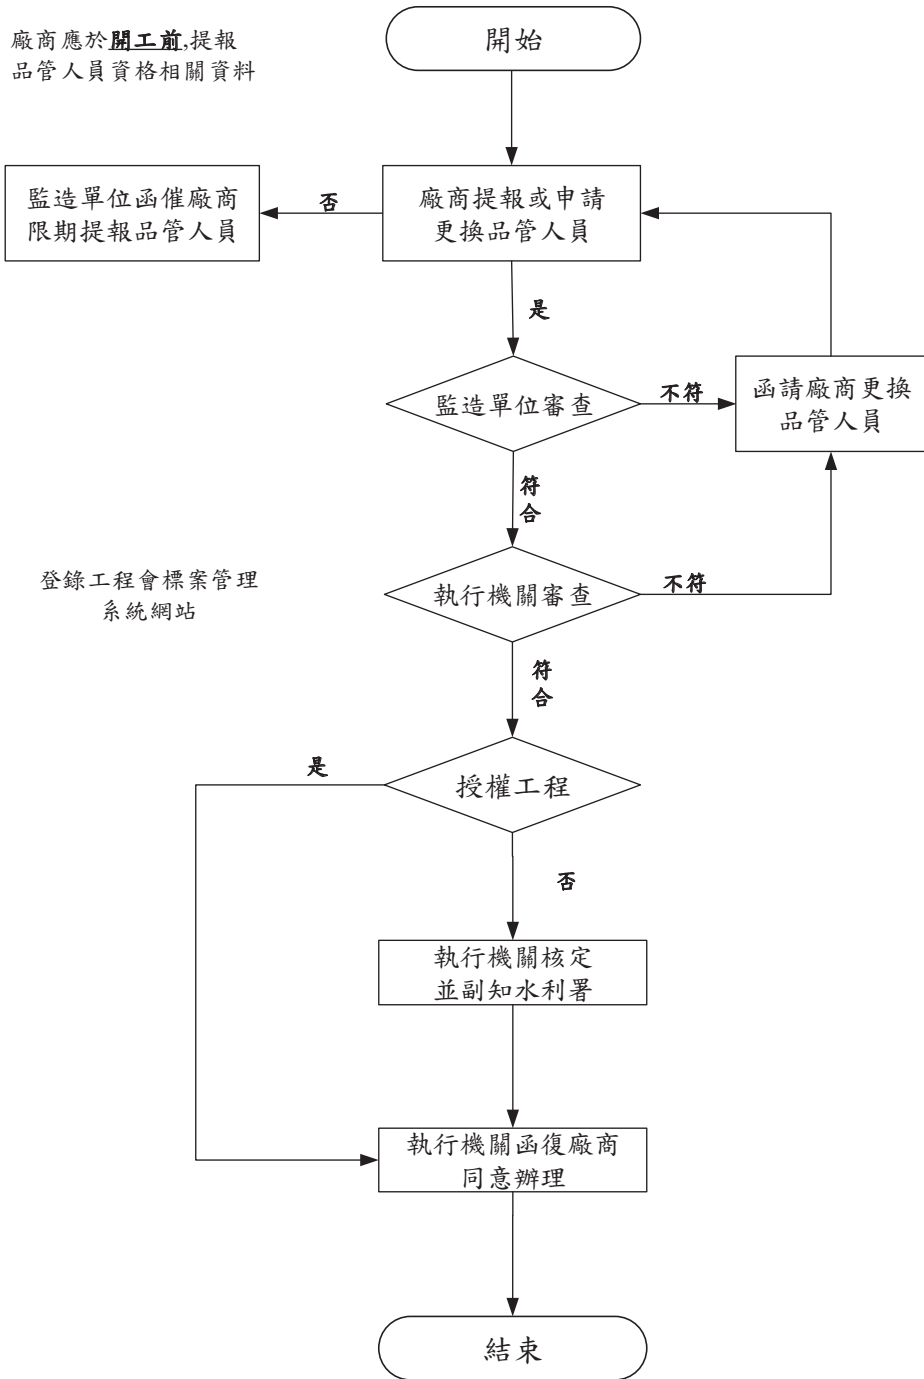 廠商應於開工前,提報
品管人員資格相關資料
開始
監造單位函催廠商
限期提報品管人員
否
廠商提報或申請
更換品管人員
是
監造單位審查
不符
函請廠商更換
品管人員
符
合
登錄工程會標案管理
系統網站
執行機關審查
不符
符
合
是
授權工程
否
執行機關核定
並副知水利署
執行機關函復廠商
同意辦理
結束